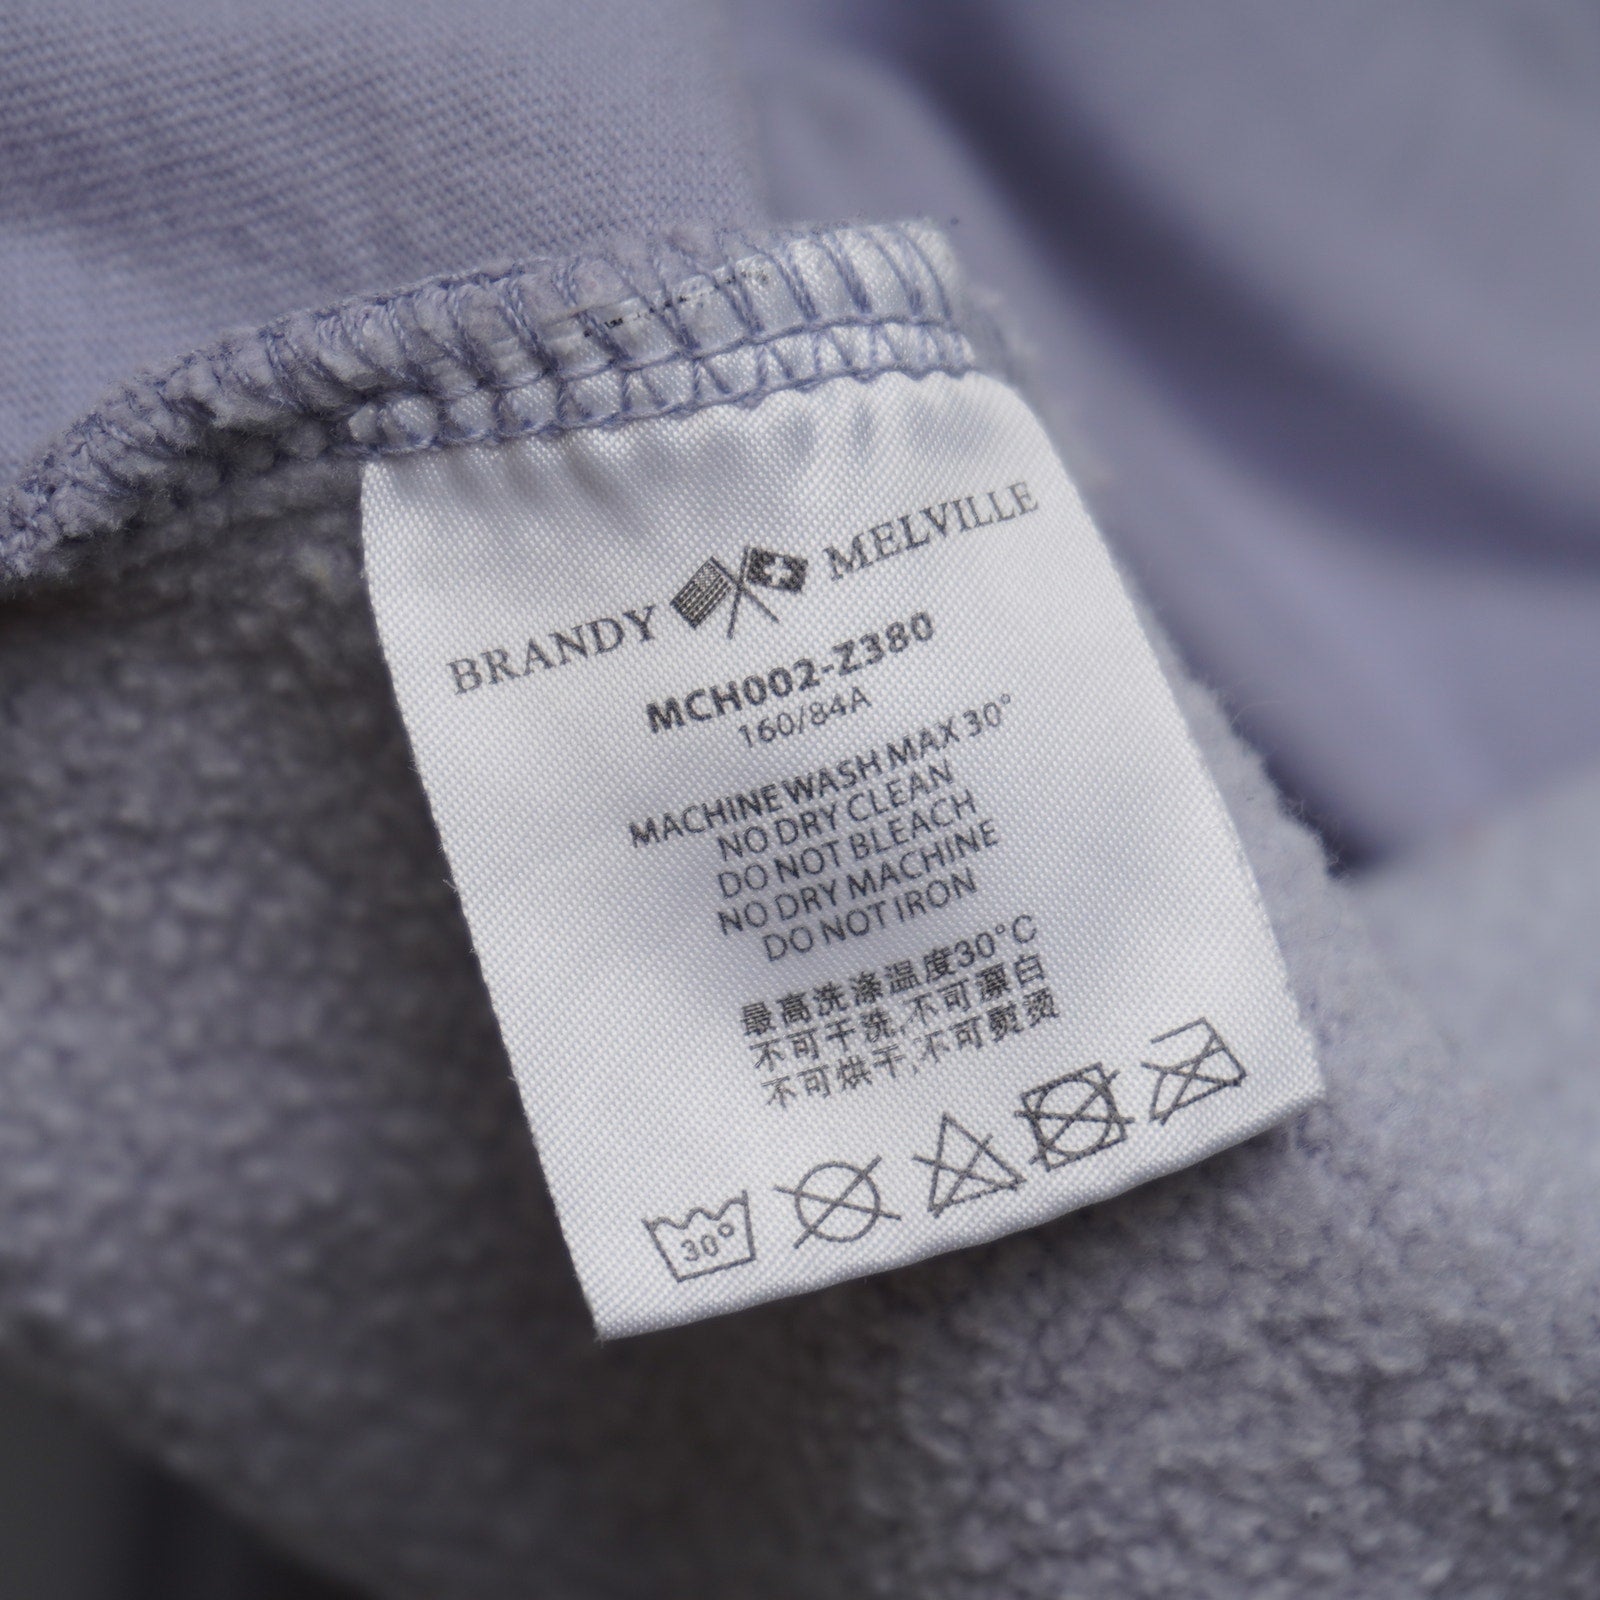 BRANDY MELVILLE
MCH002-Z380
160/84A
MACHINE WASH MAX 30°
NO DRY CLEAN
DO NOT BLEACH
NO DRY MACHINE
DO NOT IRON
最高洗涤温度30°C
不可干洗,不可漂白
不可烘干,不可熨烫
30°